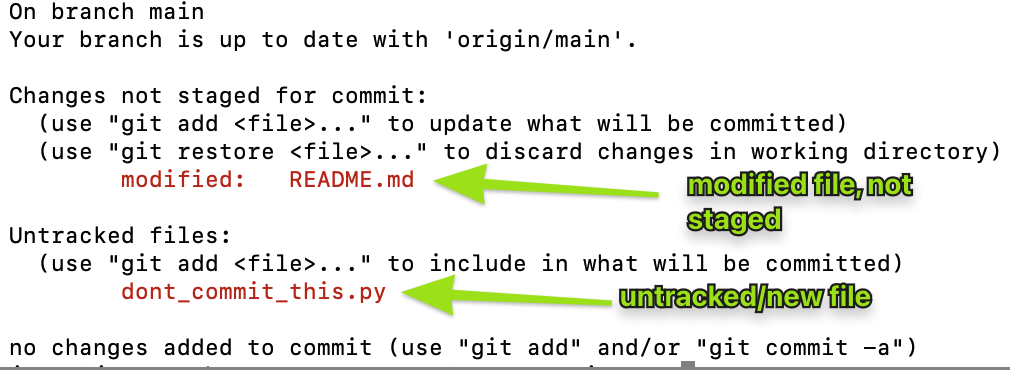 On branch main
Your branch is up to date with 'origin/main'.
Changes not staged for commit:
(use "git add <file>..." to update what will be committed)
(use "git restore <file>..." to discard changes in working directory)
modified: README.md
modified file, not
staged
Untracked files:
(use "git add <file>..." to include in what will be committed)
dont_commit_this.py
untracked/new file
no changes added to commit (use "git add" and/or "git commit -a")